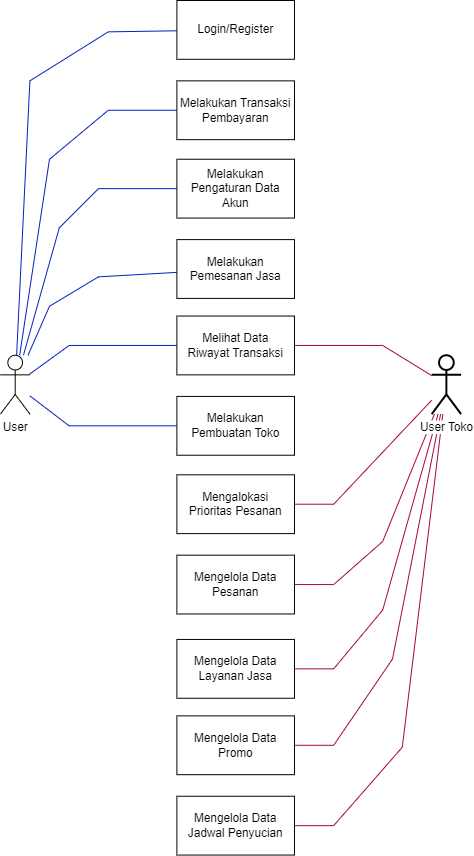 Login/Register
Melakukan Transaksi
Pembayaran
Melakukan
Pengaturan Data
Akun
Melakukan
Pemesanan Jasa
Melihat Data
Riwayat Transaksi
User
User Toko
Melakukan
Pembuatan Toko
Mengalokasi
Prioritas Pesanan
Mengelola Data
Pesanan
Mengelola Data
Layanan Jasa
Mengelola Data
Promo
Mengelola Data
Jadwal Penyucian